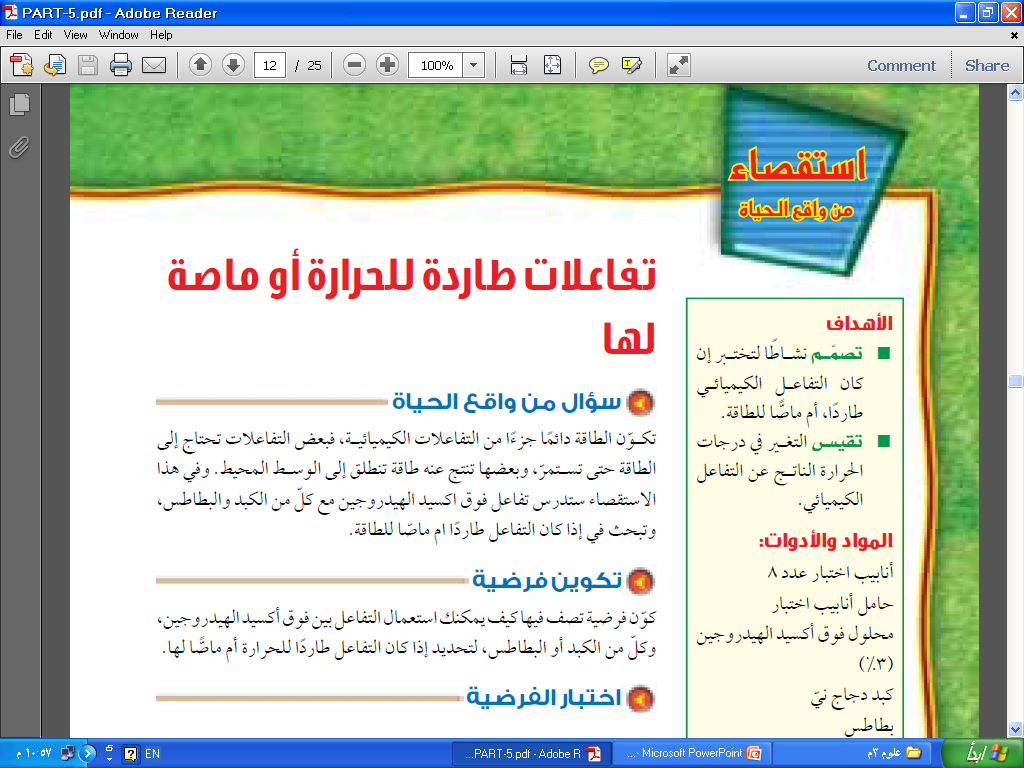 PART-5.pdf - Adobe Reader
File Edit View Window Help
12 / 25 100% Comment Share
استقصاء
من واقع الحياة
تفاعلات طاردة للحرارة أو ماصة
لها
سؤال من واقع الحياة
تكوّن الطاقة دائمًا جزءًا من التفاعلات الكيميائية، فبعض التفاعلات تحتاج إلى
الطاقة حتى تستمرّ، وبعضها تنتج عنه طاقة تنطلق إلى الوسط المحيط. وفي هذا
الاستقصاء ستدرس تفاعل فوق اكسيد الهيدروجين مع كلّ من الكبد والبطاطس،
وتبحث في إذا كان التفاعل طاردًا ام ماصّا للطاقة.
تكوين فرضية
كوّن فرضية تصف فيها كيف يمكنك استعمال التفاعل بين فوق أكسيد الهيدروجين،
وكلّ من الكبد أو البطاطس، لتحديد إذا كان التفاعل طاردًا للحرارة أم ماصًّا لها.
اختبار الفرضية
الأهداف
تصمّم نشاطًا لتختبر إن
كان التفاعل الكيميائي
طاردًا، أم ماصًّا للطاقة.
تقيس التغير في درجات
الحرارة الناتج عن التفاعل
الكيميائي.
المواد والأدوات:
أنابيب اختبار عدد ٨
حامل أنابيب اختبار
محلول فوق أكسيد الهيدروجين
(٣٪)
كبد دجاج نيّ
بطاطس
ابدأ
علوم ٣م
Microsoft PowerPoint - ...
PART-5.pdf - Adobe R...
EN
١٠:٥٧ م